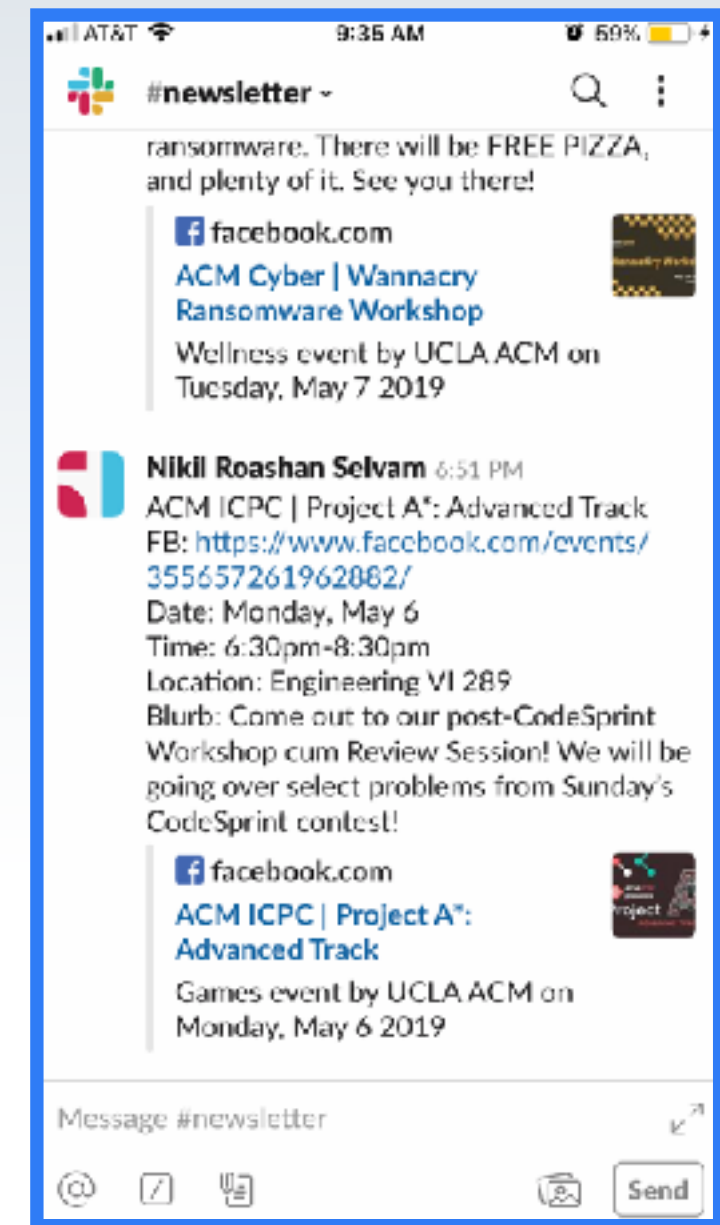 AT&T 9:35 AM 59%
#newsletter
ransomware. There will be FREE PIZZA,
and plenty of it. See you there!
facebook.com
ACM Cyber | Wannacry
Ransomware Workshop
Wellness event by UCLA ACM on
Tuesday, May 7 2019
Nikil Roashan Selvam 6:51 PM
ACM ICPC | Project A*: Advanced Track
FB: https://www.facebook.com/events/
355657261962882/
Date: Monday, May 6
Time: 6:30pm-8:30pm
Location: Engineering VI 289
Blurb: Come out to our post-CodeSprint
Workshop cum Review Session! We will be
going over select problems from Sunday's
CodeSprint contest!
facebook.com
ACM ICPC | Project A*:
Advanced Track
Games event by UCLA ACM on
Monday, May 6 2019
Message #newsletter
@ / Send